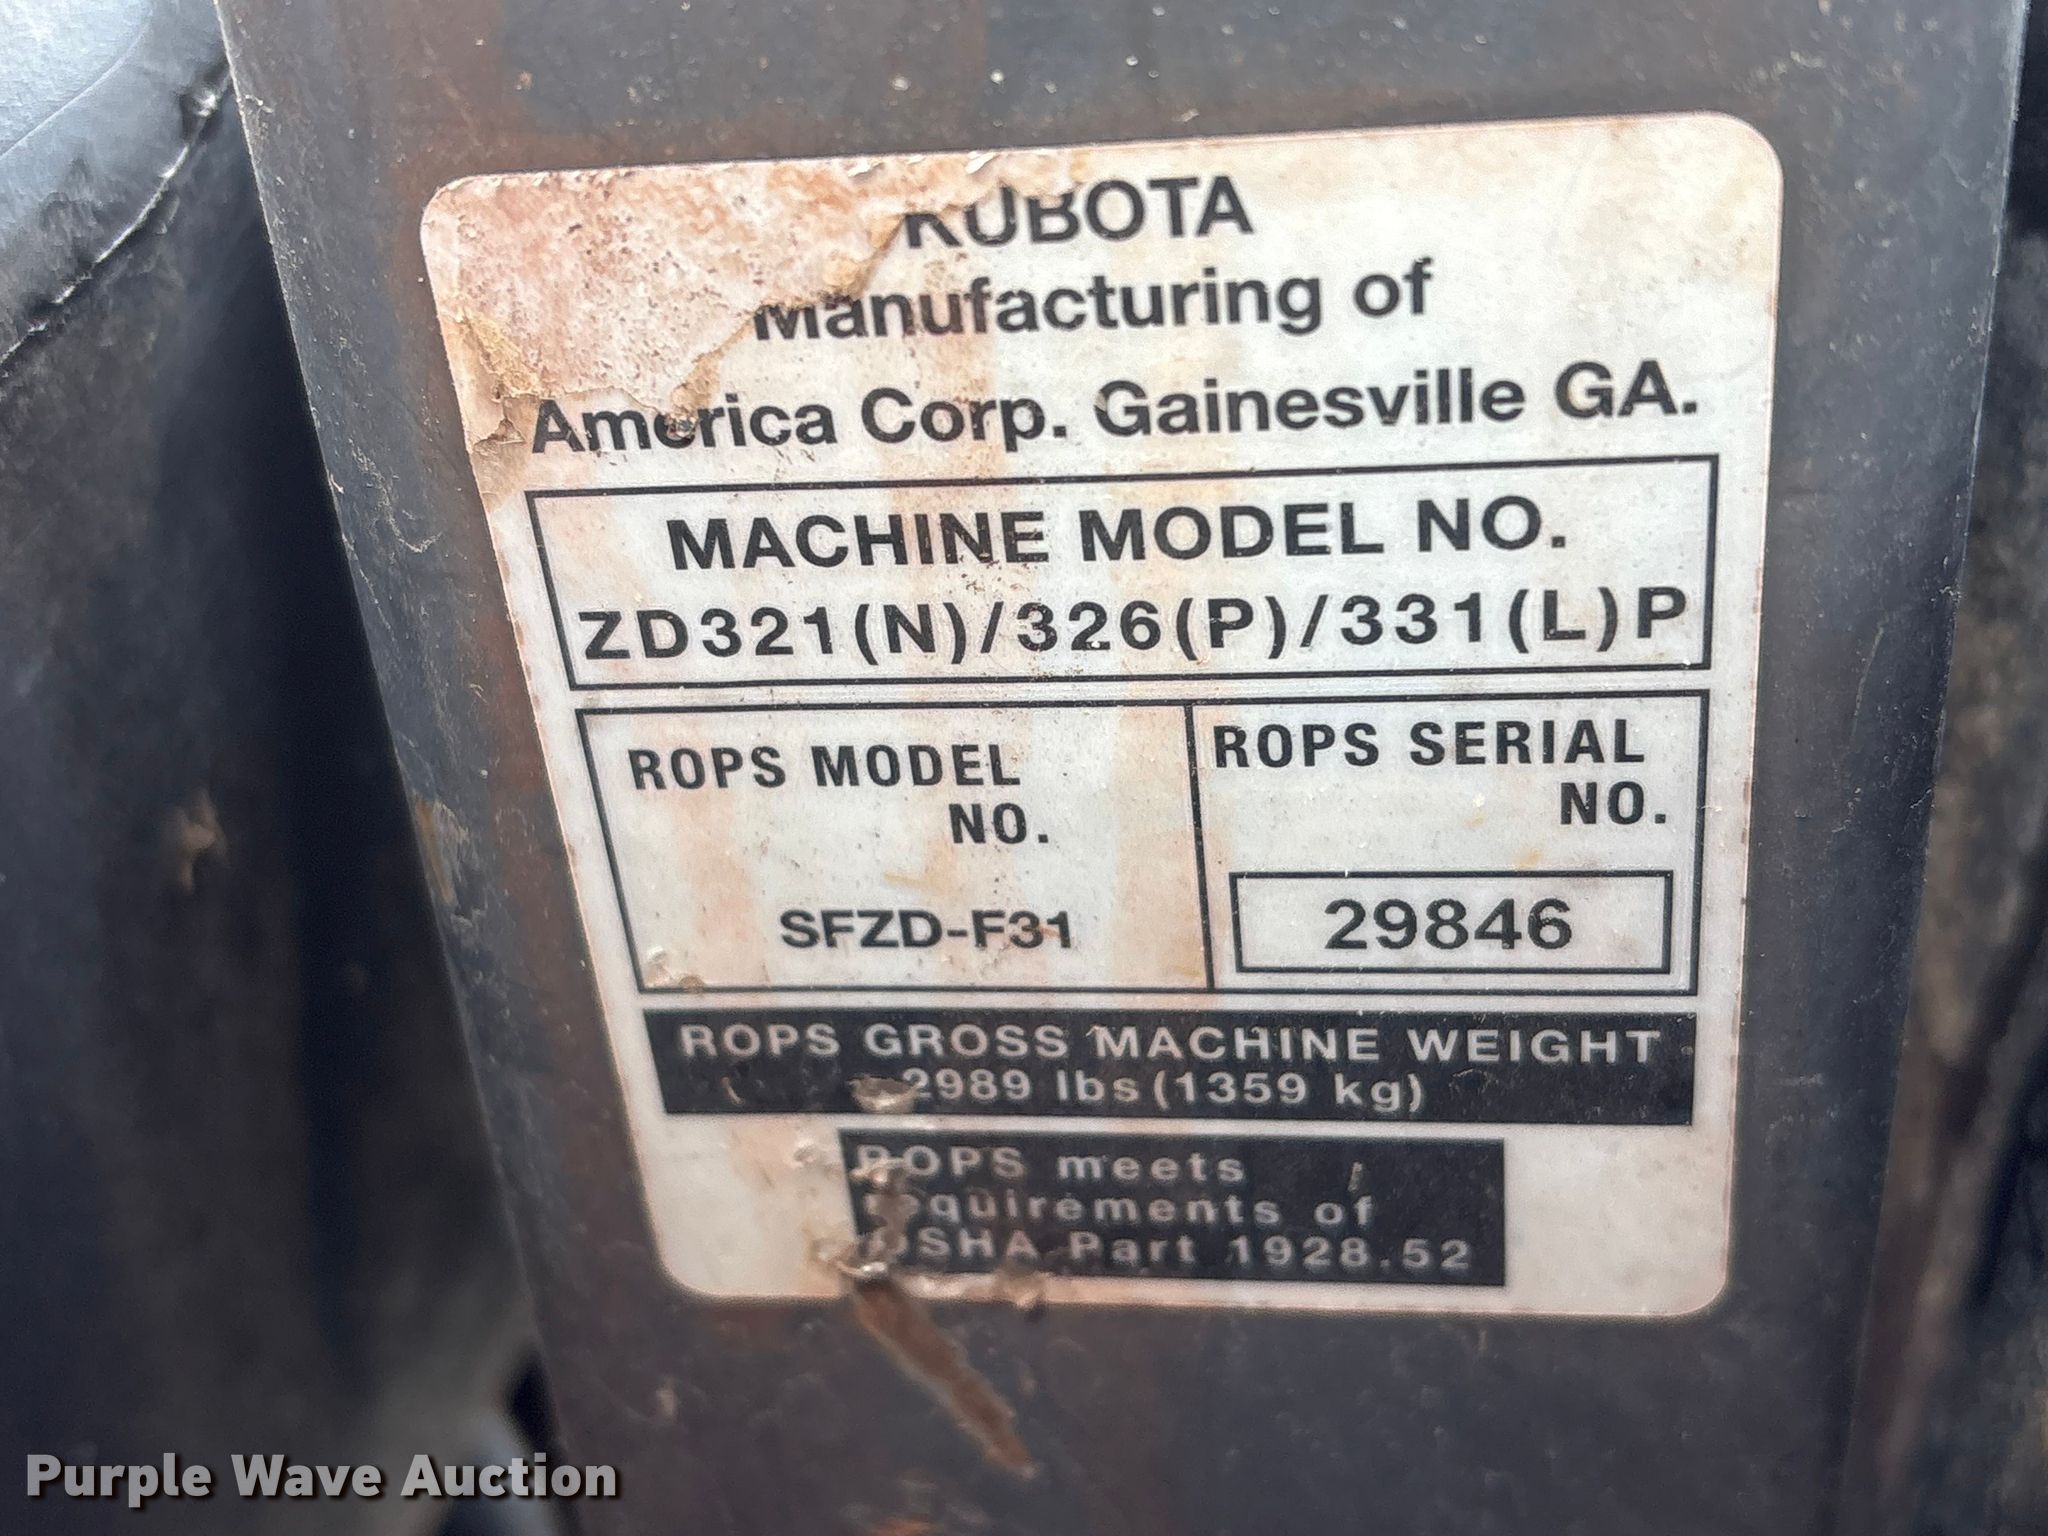 KUBOTA
Manufacturing of
America Corp. Gainesville GA.
MACHINE MODEL NO.
ZD321(N)/326(P)/331(L)P
ROPS MODEL
NO.
SFZD-F31
ROPS SERIAL
NO.
29846
ROPS GROSS MACHINE WEIGHT
2989 lbs(1359 kg)
ROPS meets
requirements of
OSHA Part 1928.52
Purple Wave Auction